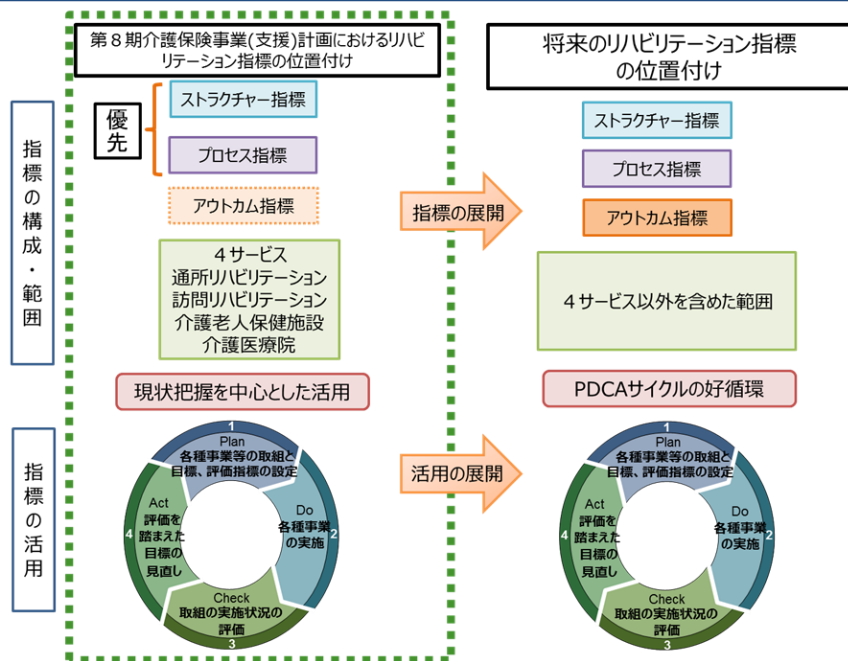 第８期介護保険事業(支援)計画におけるリハビ
リテーション指標の位置付け
将来のリハビリテーション指標
の位置付け
指標の構成・範囲
優先
ストラクチャー指標
プロセス指標
アウトカム指標
４サービス
通所リハビリテーション
訪問リハビリテーション
介護老人保健施設
介護医療院
指標の展開
ストラクチャー指標
プロセス指標
アウトカム指標
４サービス以外を含めた範囲
指標の活用
現状把握を中心とした活用
1
Plan
各種事業等の取組と
目標、評価指標の設定
Do
各種事業
の実施
2
Check
取組の実施状況の
評価
3
Act
評価を
踏まえた
目標の
見直し
4
活用の展開
PDCAサイクルの好循環
1
Plan
各種事業等の取組と
目標、評価指標の設定
Do
各種事業
の実施
2
Check
取組の実施状況の
評価
3
Act
評価を
踏まえた
目標の
見直し
4